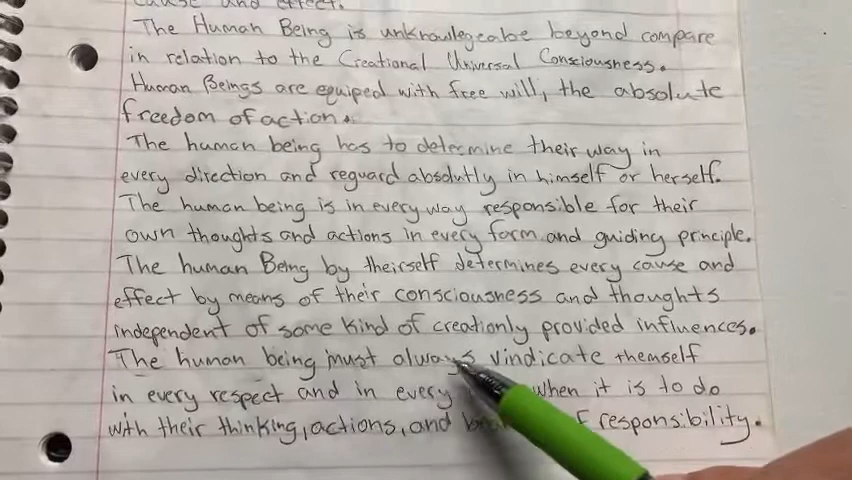 cause and effect.
The Human Being is unknowlegeabe beyond compare
in relation to the Creational Universal Consciousness.
Human Beings are equiped with free will, the absolute
freedom of action.
The human being has to determine their way in
every direction and reguard absolutly in himself or herself.
The human being is in every way responsible for their
own thoughts and actions in every form and guiding principle.
The human Being by theirself determines every cause and
effect by means of their consciousness and thoughts
independent of some kind of creationly provided influences.
The human being must always vindicate themself
in every respect and in every when it is to do
with their thinking, actions, and responsibility.